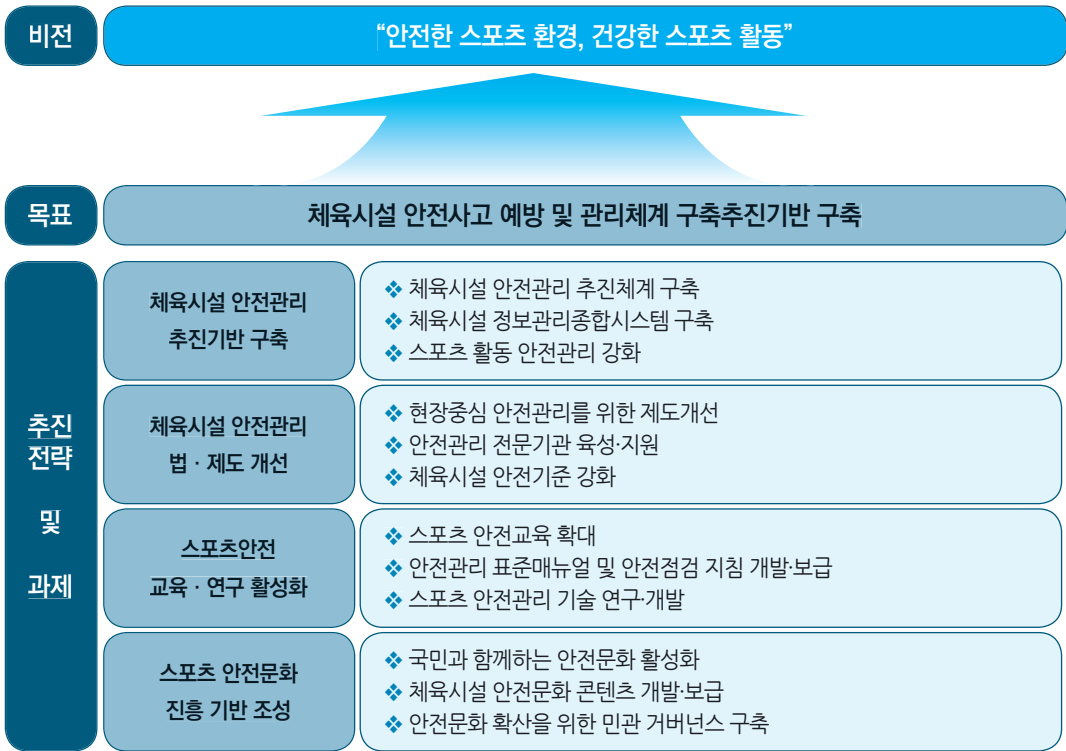 비전
“안전한 스포츠 환경, 건강한 스포츠 활동”
목표
체육시설 안전사고 예방 및 관리체계 구축추진기반 구축
추진
전략
및
과제
체육시설 안전관리
추진기반 구축
❖ 체육시설 안전관리 추진체계 구축
❖ 체육시설 정보관리종합시스템 구축
❖ 스포츠 활동 안전관리 강화
체육시설 안전관리
법 · 제도 개선
❖ 현장중심 안전관리를 위한 제도개선
❖ 안전관리 전문기관 육성·지원
❖ 체육시설 안전기준 강화
스포츠안전
교육 · 연구 활성화
❖ 스포츠 안전교육 확대
❖ 안전관리 표준매뉴얼 및 안전점검 지침 개발·보급
❖ 스포츠 안전관리 기술 연구·개발
스포츠 안전문화
진흥 기반 조성
❖ 국민과 함께하는 안전문화 활성화
❖ 체육시설 안전문화 콘텐츠 개발·보급
❖ 안전문화 확산을 위한 민관 거버넌스 구축